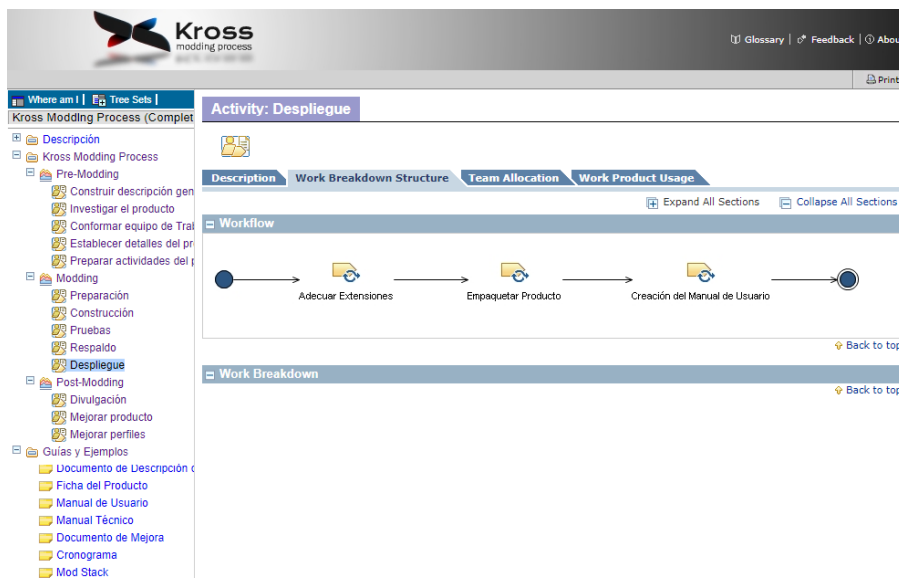 Kross
modding process
Glossary | Feedback | Abou
Print
Where am I | Tree Sets |
Kross Modding Process (Complet
Activity: Despliegue
Descripción
Kross Modding Process
Pre-Modding
Construir descripción gen
Investigar el producto
Conformar equipo de Tral
Establecer detalles del pr
Preparar actividades del p
Modding
Preparación
Construcción
Pruebas
Respaldo
Despliegue
Post-Modding
Divulgación
Mejorar producto
Mejorar perfiles
Guías y Ejemplos
Documento de Descripción d
Ficha del Producto
Manual de Usuario
Manual Técnico
Documento de Mejora
Cronograma
Mod Stack
Description Work Breakdown Structure Team Allocation Work Product Usage
Expand All Sections Collapse All Sections
Workflow
Adecuar Extensiones Empaquetar Producto Creación del Manual de Usuario
Back to top
Work Breakdown
Back to top